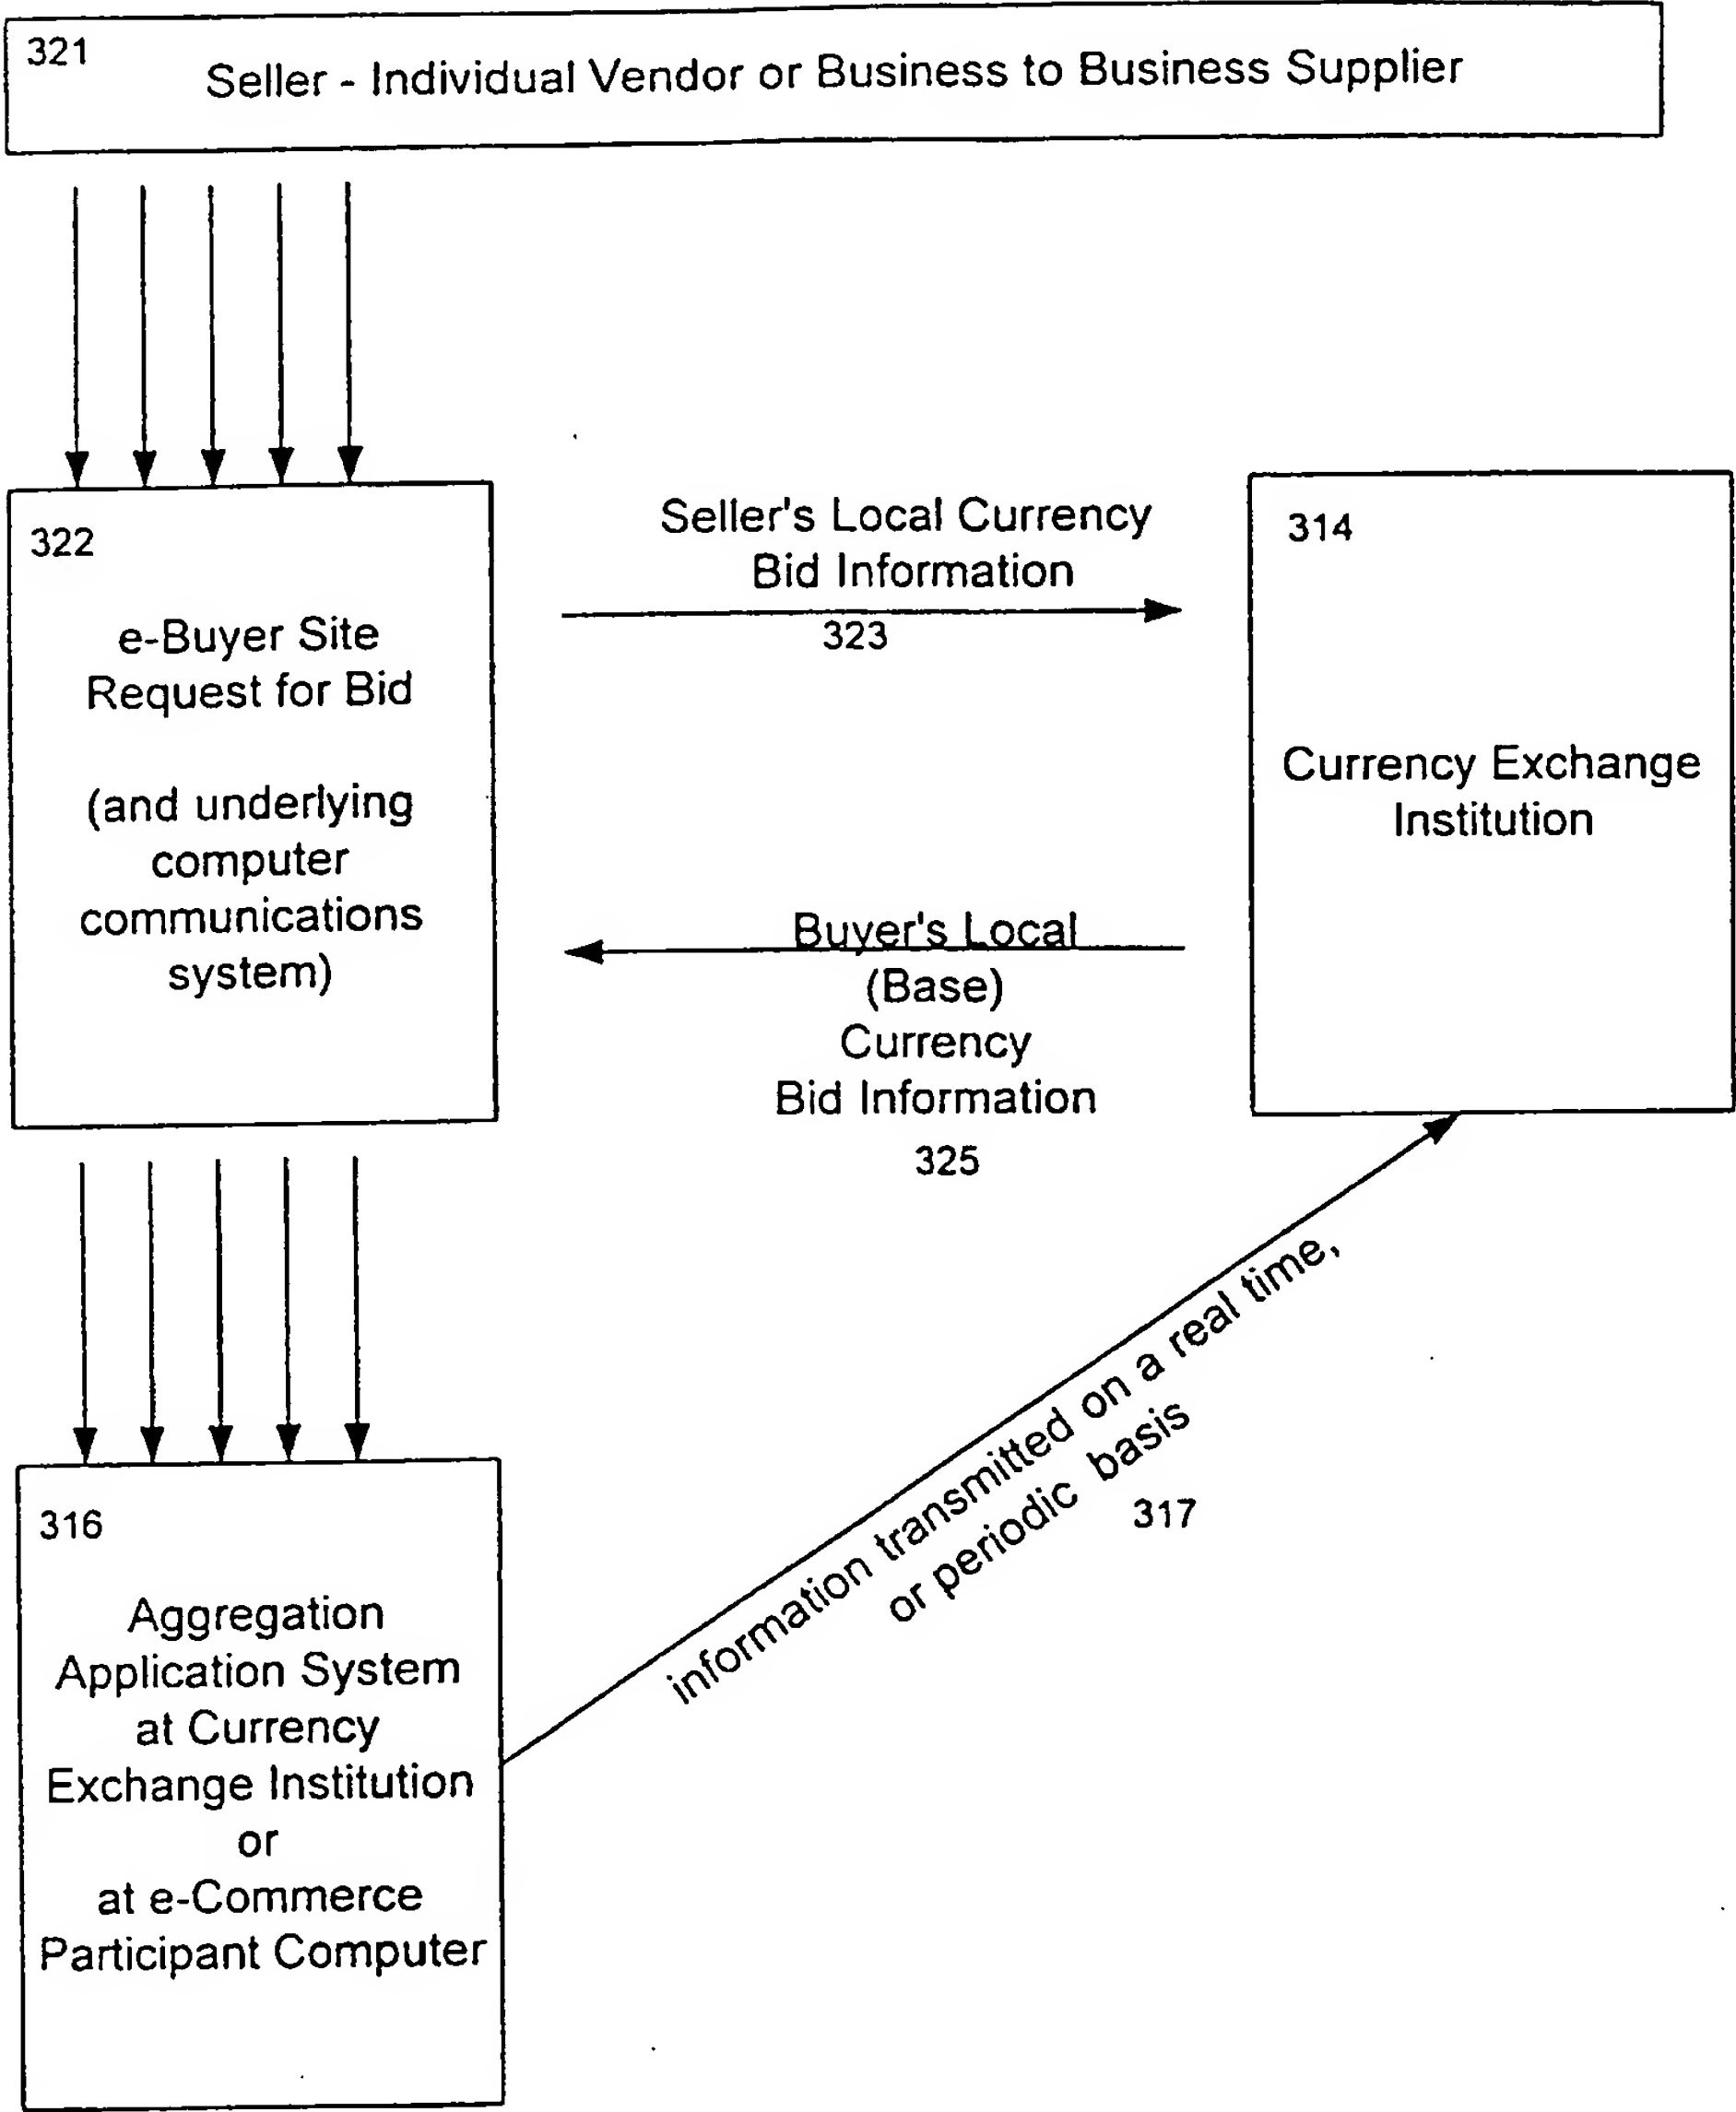 321
Seller - Individual Vendor or Business to Business Supplier
322
e-Buyer Site
Request for Bid
(and underlying
computer
communications
system)
Seller's Local Currency
Bid Information
323
314
Currency Exchange
Institution
Buyer's Local
(Base)
Currency
Bid Information
325
information transmitted on a real time,
or periodic basis
317
316
Aggregation
Application System
at Currency
Exchange Institution
or
at e-Commerce
Participant Computer